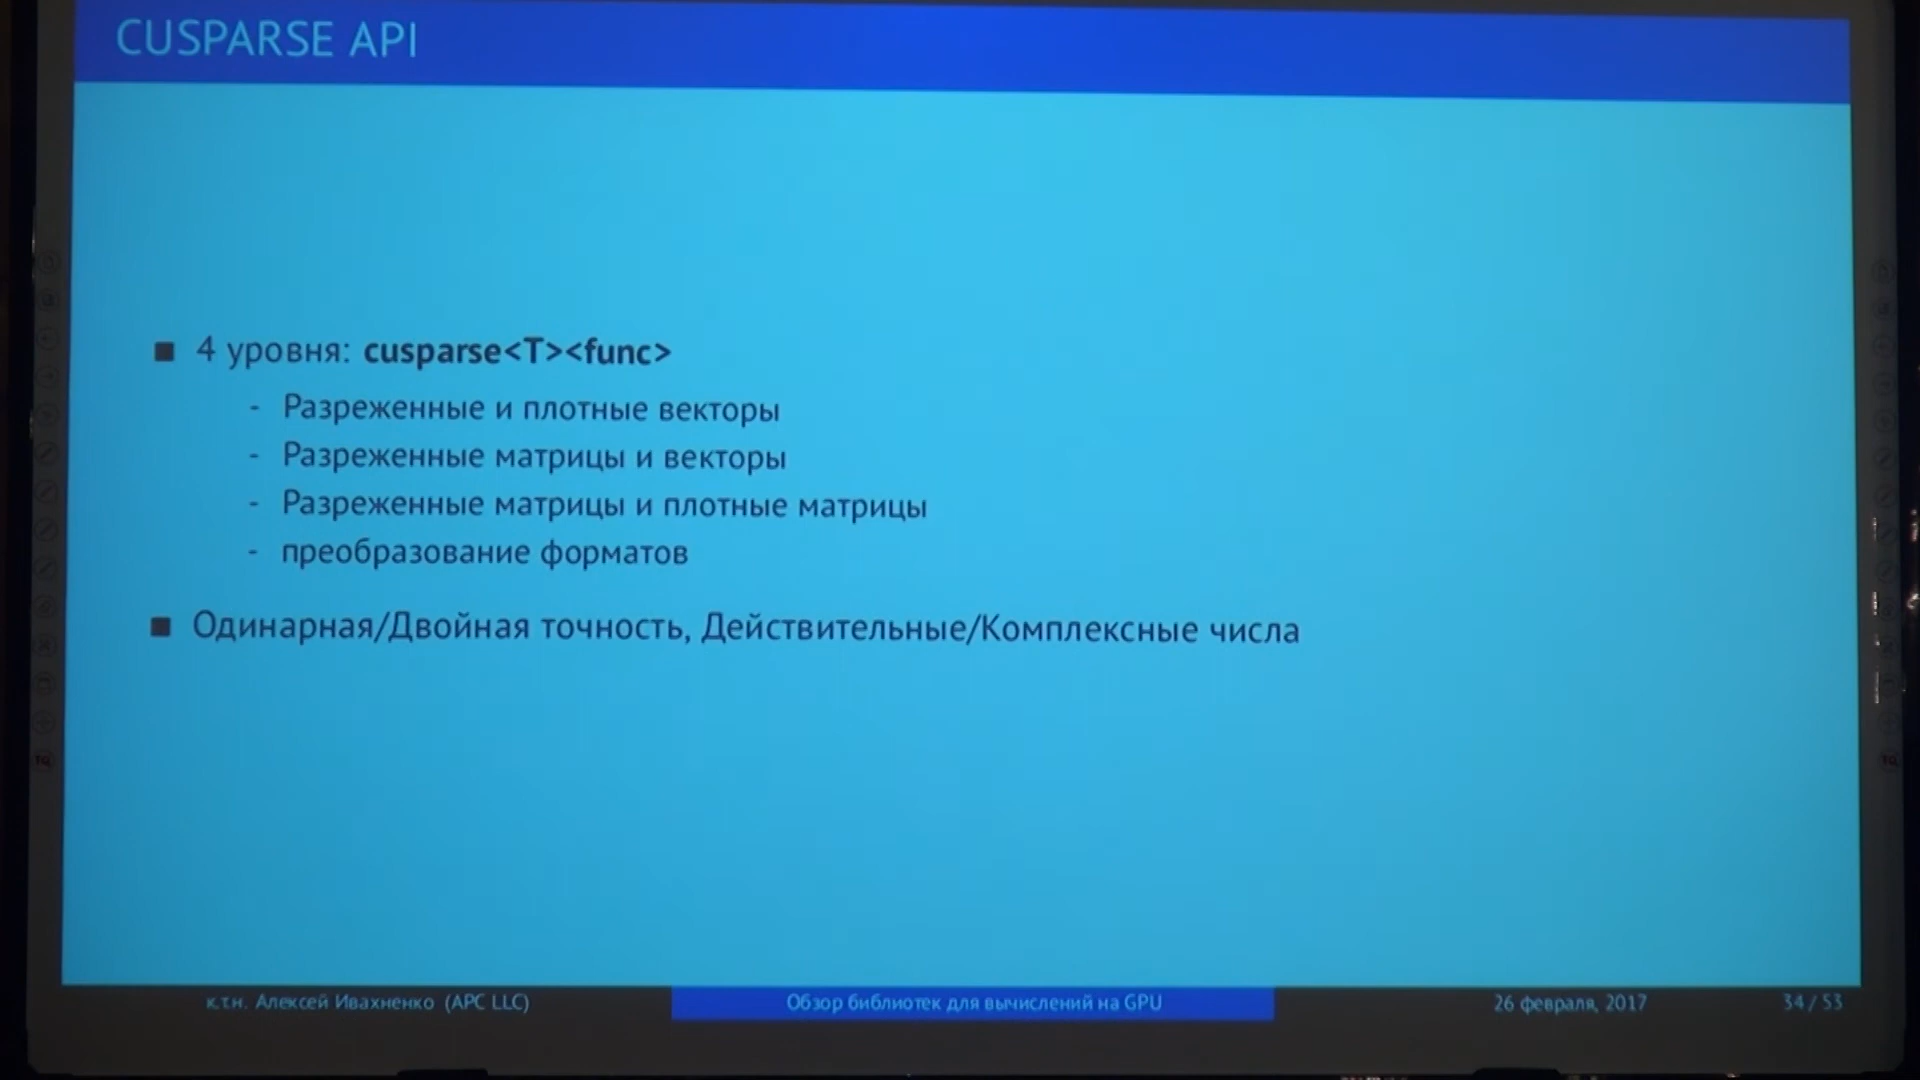 CUSPARSE API
■ 4 уровня: cusparse<T><func>
- Разреженные и плотные векторы
- Разреженные матрицы и векторы
- Разреженные матрицы и плотные матрицы
- преобразование форматов
■ Одинарная/Двойная точность, Действительные/Комплексные числа
к.т.н. Алексей Ивахненко (APC LLC)
Обзор библиотек для вычислений на GPU
26 февраля, 2017
34 / 53